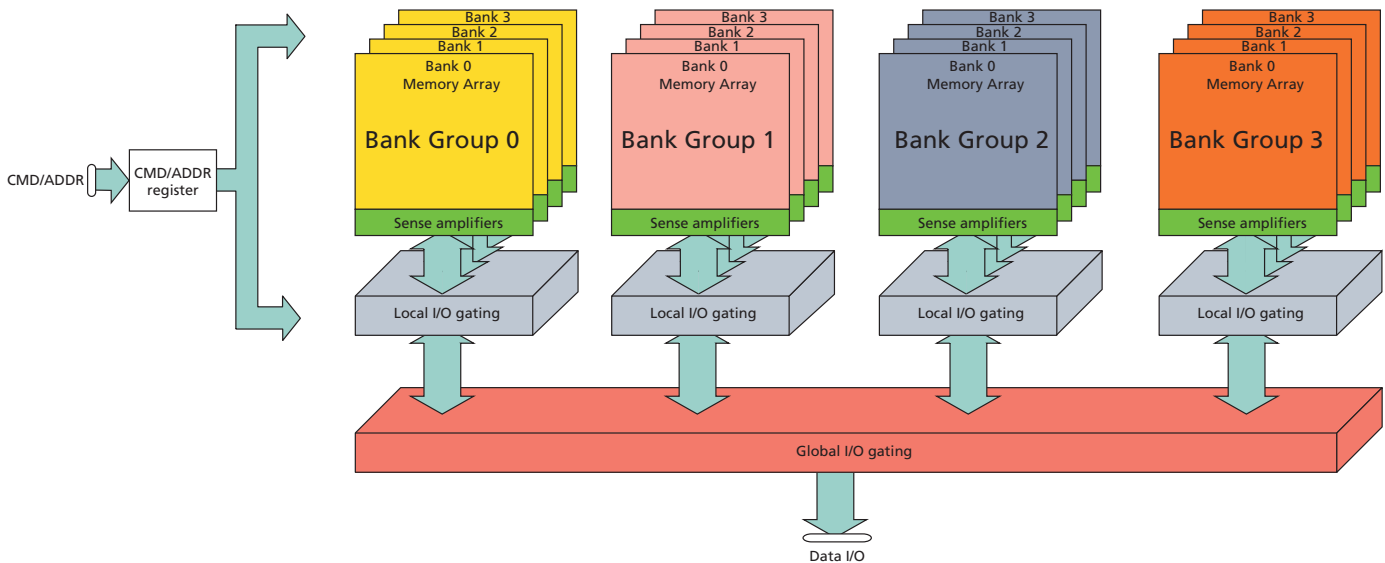 Bank 3
Bank 2
Bank 1
Bank 0
Memory Array
Bank Group 0
Sense amplifiers
Local I/O gating
Bank 3
Bank 2
Bank 1
Bank 0
Memory Array
Bank Group 1
Sense amplifiers
Local I/O gating
Bank 3
Bank 2
Bank 1
Bank 0
Memory Array
Bank Group 2
Sense amplifiers
Local I/O gating
Bank 3
Bank 2
Bank 1
Bank 0
Memory Array
Bank Group 3
Sense amplifiers
Local I/O gating
CMD/ADDR
CMD/ADDR
register
Global I/O gating
Data I/O